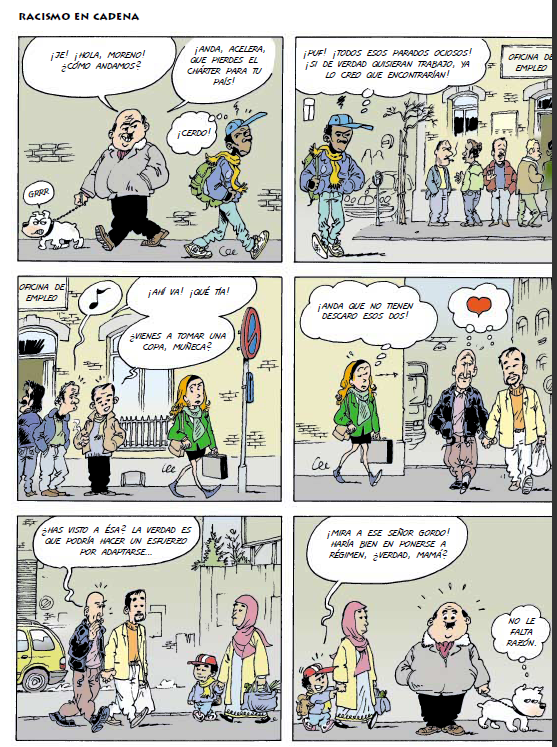 RACISMO EN CADENA
¡JE! ¡HOLA, MORENO!
¿CÓMO ANDAMOS?
¡ANDA, ACELERA,
QUE PIERDES EL
CHÁRTER PARA TU
PAÍS!
¡CERDO!
GRRR
Lee
¡PUF! ¡TODOS ESOS PARADOS OCIOSOS!
¡SI DE VERDAD QUISIERAN TRABAJO, YA
LO CREO QUE ENCONTRARÍAN!
OFICINA DE
EMPLEO
OFICINA DE
EMPLEO
¡AHÍ VA! ¡QUÉ TÍA!
¿VIENES A TOMAR UNA
COPA, MUÑECA?
Lee
¡ANDA QUE NO TIENEN
DESCARO ESOS DOS!
Lee
¿HAS VISTO A ÉSA? LA VERDAD ES
QUE PODRÍA HACER UN ESFUERZO
POR ADAPTARSE...
¡MIRA A ESE SEÑOR GORDO!
HARÍA BIEN EN PONERSE A
RÉGIMEN, ¿VERDAD, MAMÁ?
NO LE
FALTA
RAZÓN.